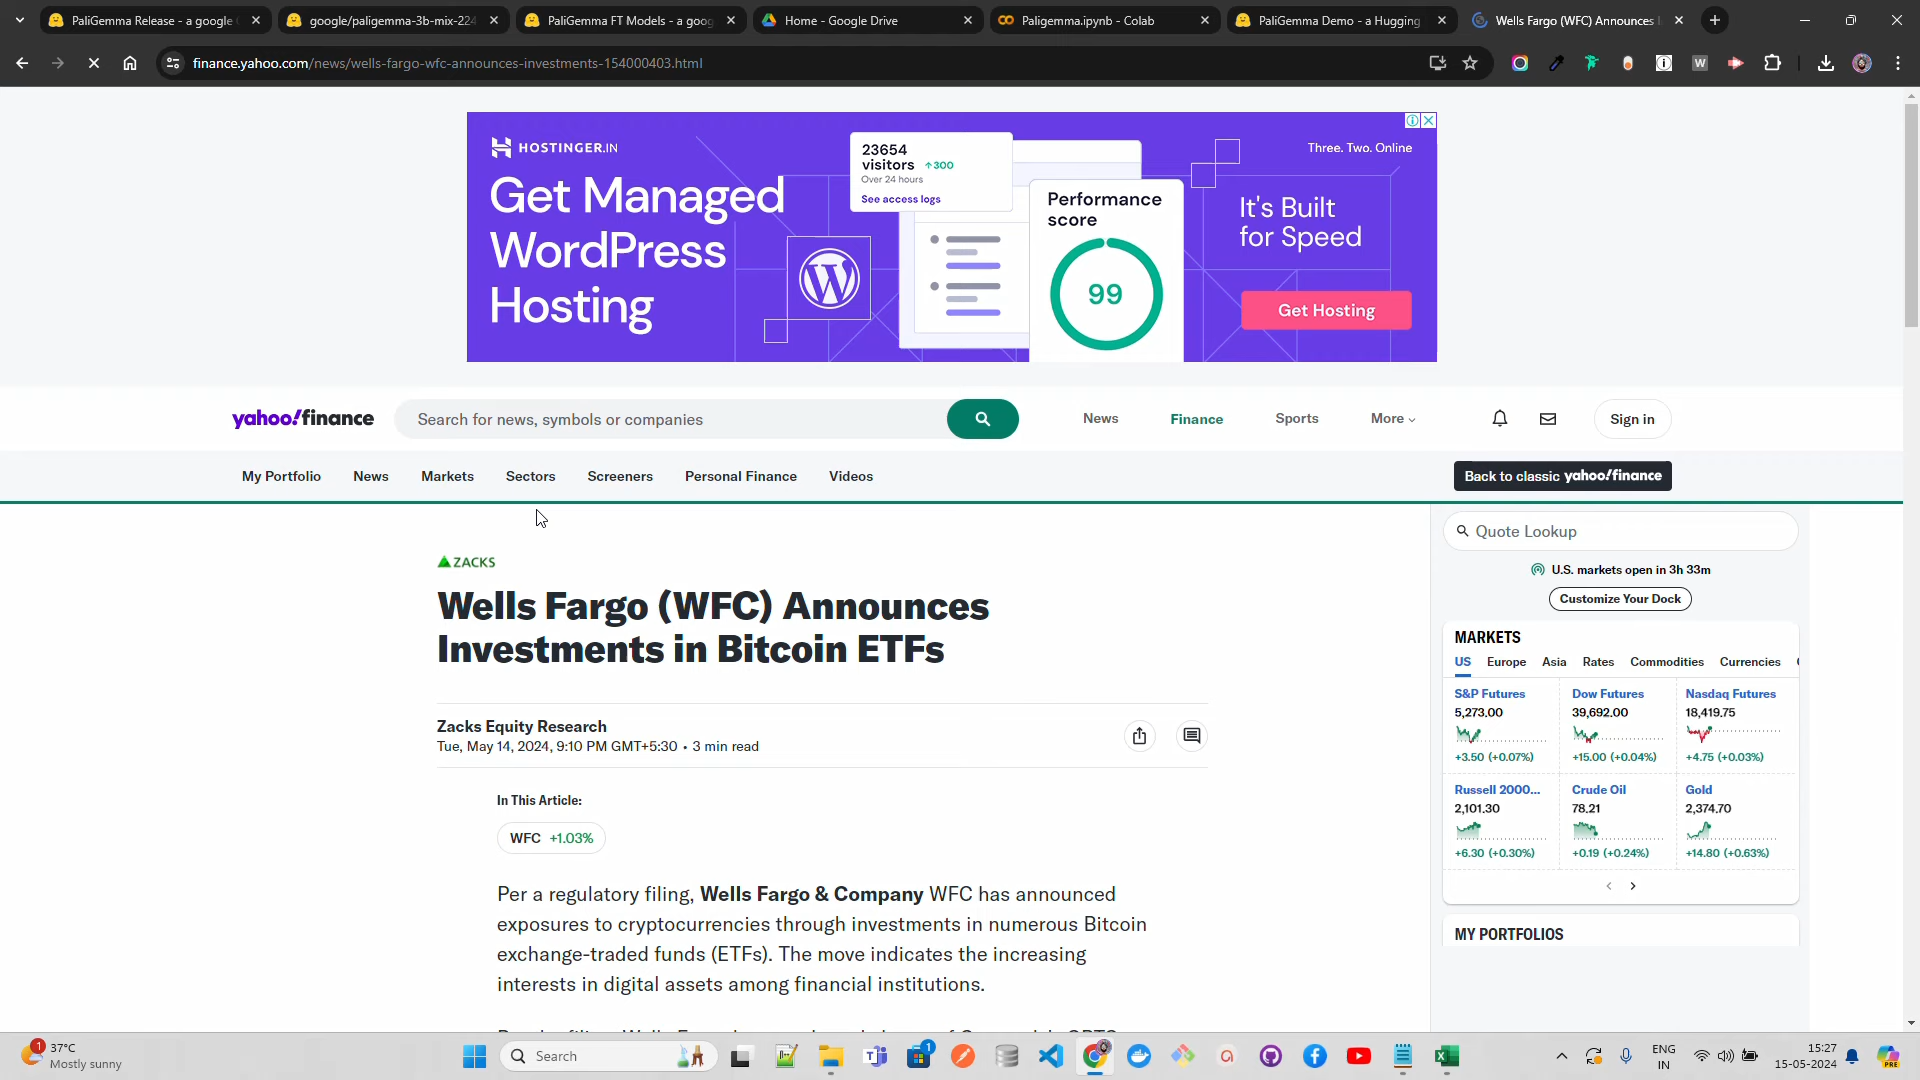 PaliGemma Release - a google
google/paligemma-3b-mix-224
PaliGemma FT Models - a goog
Home - Google Drive
Paligemma.ipynb - Colab
PaliGemma Demo - a Hugging
Wells Fargo (WFC) Announces
finance.yahoo.com/news/wells-fargo-wfc-announces-investments-154000403.html
HOSTINGER.IN
Get Managed
WordPress
Hosting
23654
visitors ↑300
Over 24 hours
See access logs
Performance
score
99
Three. Two. Online
It's Built
for Speed
Get Hosting
yahoo!finance
Search for news, symbols or companies
News
Finance
Sports
More
Sign in
My Portfolio
News
Markets
Sectors
Screeners
Personal Finance
Videos
Back to classic yahoo!finance
ZACKS
Wells Fargo (WFC) Announces
Investments in Bitcoin ETFs
Zacks Equity Research
Tue, May 14, 2024, 9:10 PM GMT+5:30 • 3 min read
In This Article:
WFC +1.03%
Per a regulatory filing, Wells Fargo & Company WFC has announced
exposures to cryptocurrencies through investments in numerous Bitcoin
exchange-traded funds (ETFs). The move indicates the increasing
interests in digital assets among financial institutions.
Quote Lookup
U.S. markets open in 3h 33m
Customize Your Dock
MARKETS
US Europe Asia Rates Commodities Currencies
S&P Futures
5,273.00
+3.50 (+0.07%)
Dow Futures
39,692.00
+15.00 (+0.04%)
Nasdaq Futures
18,419.75
+4.75 (+0.03%)
Russell 2000...
2,101.30
+6.30 (+0.30%)
Crude Oil
78.21
+0.19 (+0.24%)
Gold
2,374.70
+14.80 (+0.63%)
MY PORTFOLIOS
1
37°C
Mostly sunny
Search
1
ENG
IN
15:27
15-05-2024
PRE